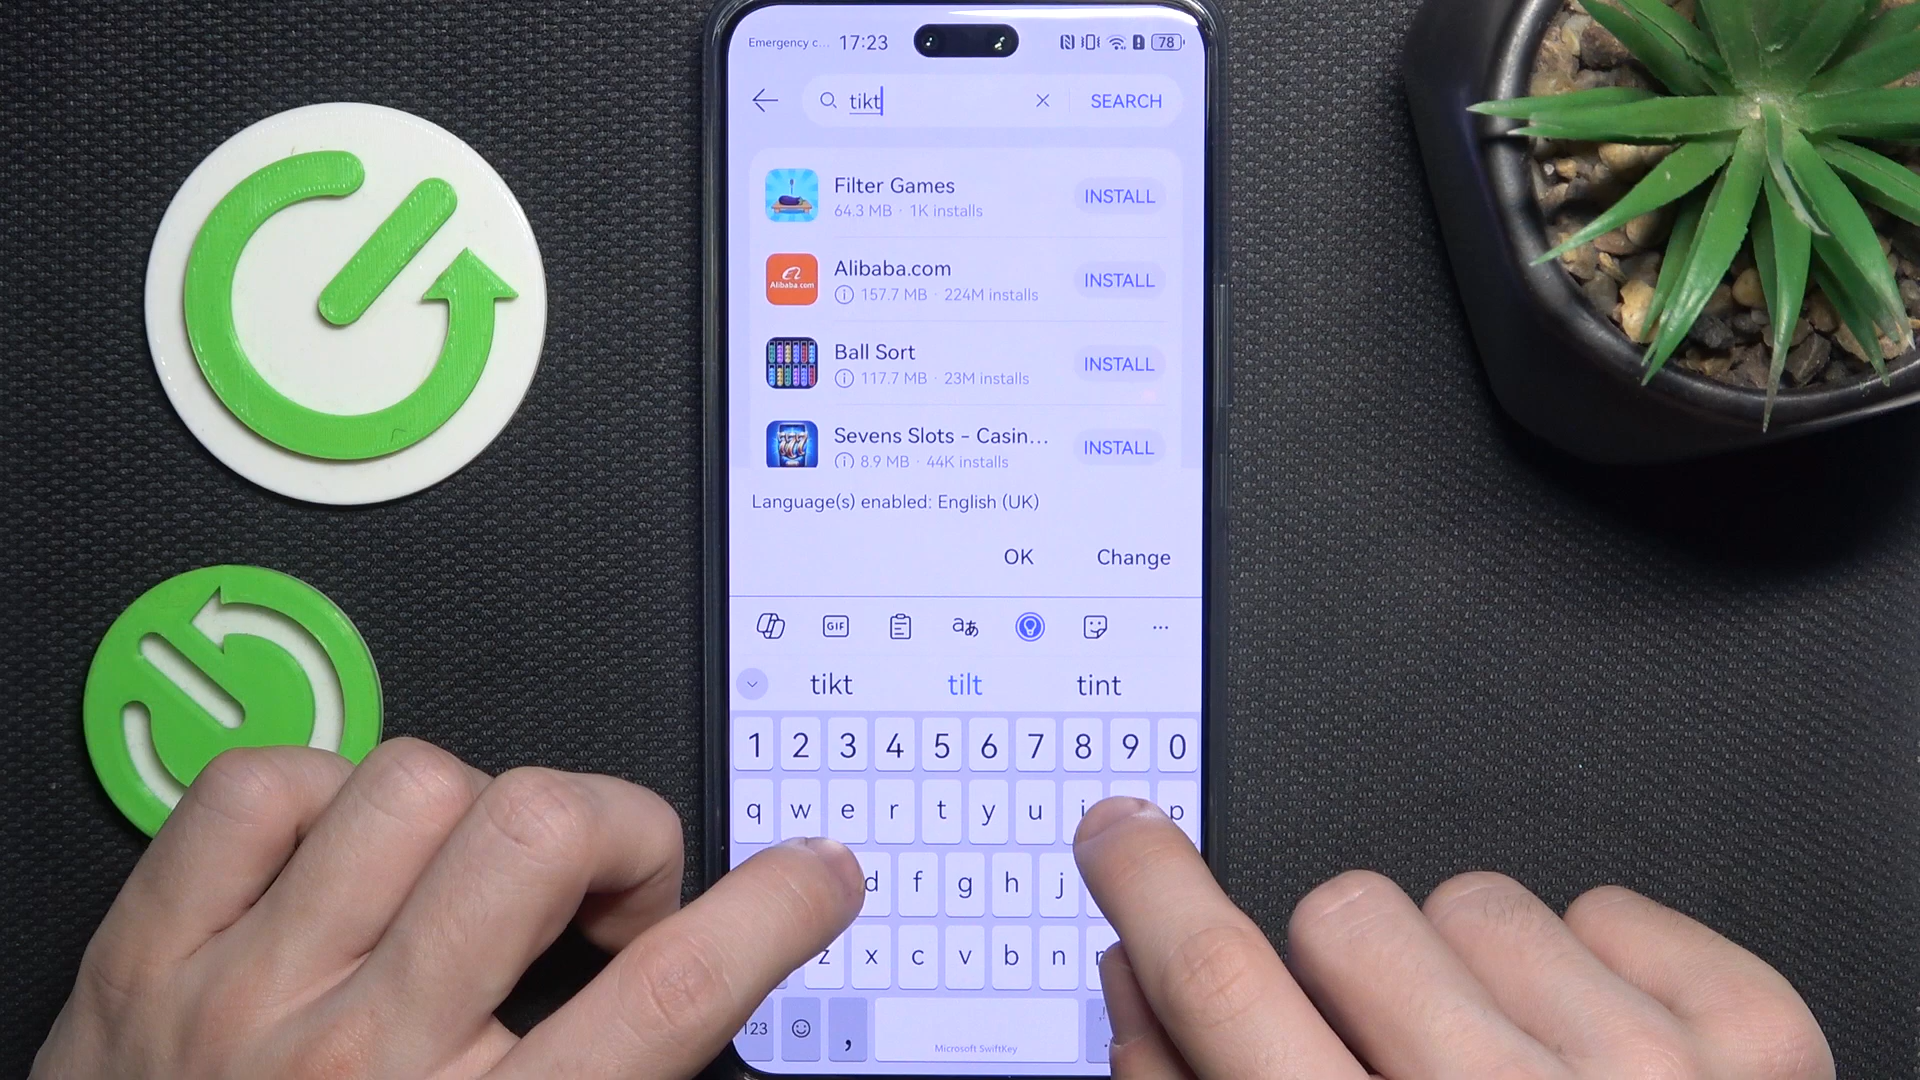 Emergency c... 17:23 78
tikt SEARCH
Filter Games
64.3 MB · 1K installs
INSTALL
Alibaba.com
Alibaba.com
157.7 MB · 224M installs
INSTALL
Ball Sort
117.7 MB · 23M installs
INSTALL
777
Sevens Slots - Casin...
8.9 MB · 44K installs
INSTALL
Language(s) enabled: English (UK)
OK Change
GIF aあ ...
tikt tilt tint
1 2 3 4 5 6 7 8 9 0
q w e r t y u i p
d f g h j
z x c v b n
123 , Microsoft SwiftKey